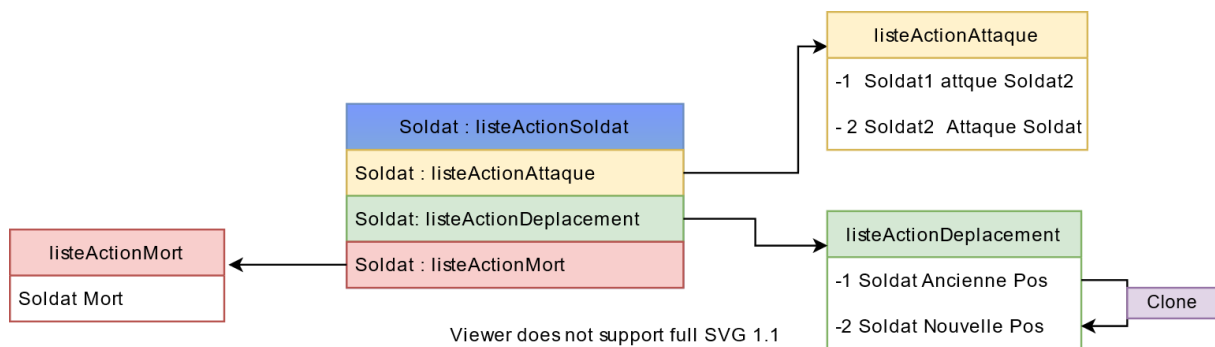 listeActionAttaque
-1 Soldat1 attque Soldat2
- 2 Soldat2 Attaque Soldat
Soldat : listeActionSoldat
Soldat : listeActionAttaque
Soldat: listeActionDeplacement
Soldat : listeActionMort
listeActionMort
Soldat Mort
listeActionDeplacement
-1 Soldat Ancienne Pos
-2 Soldat Nouvelle Pos
Clone
Viewer does not support full SVG 1.1